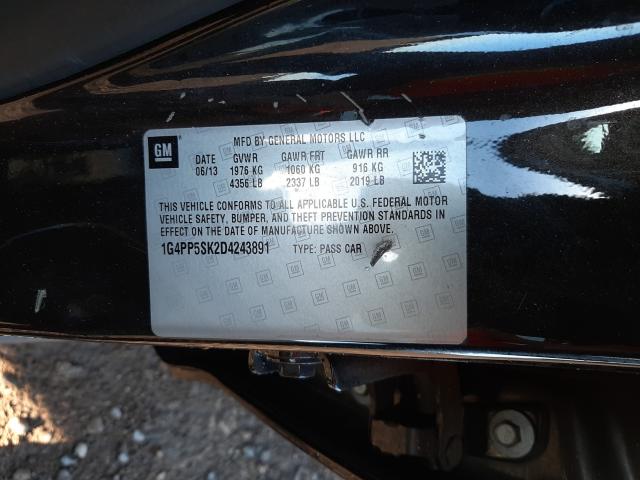 GM
MFD BY GENERAL MOTORS LLC
DATE GVWR GAWR FRT GAWR RR
06/13 1976 KG 1060 KG 916 KG
4356 LB 2337 LB 2019 LB
THIS VEHICLE CONFORMS TO ALL APPLICABLE U.S. FEDERAL MOTOR
VEHICLE SAFETY, BUMPER, AND THEFT PREVENTION STANDARDS IN
EFFECT ON THE DATE OF MANUFACTURE SHOWN ABOVE.
1G4PP5SK2D4243891 TYPE: PASS CAR